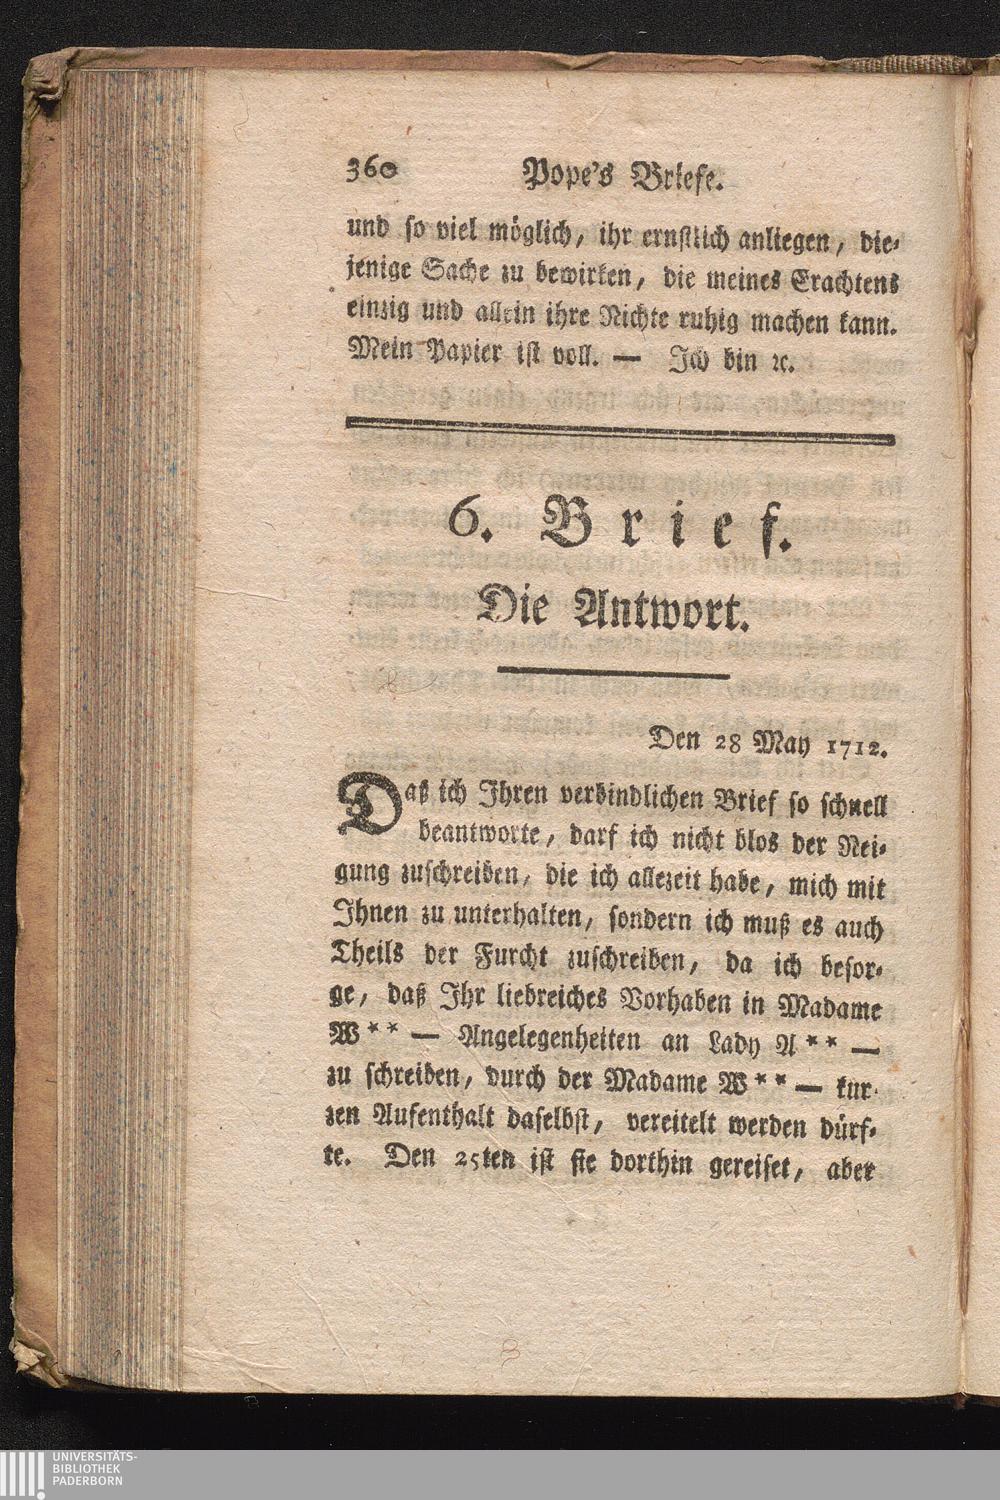 360 Pope's Briefe.
und so viel möglich, ihr ernstlich anliegen, die-
jenige Sache zu bewirken, die meines Erachtens
einzig und allein ihre Nichte ruhig machen kann.
Mein Papier ist voll. — Ich bin ꝛc.
6. Brief.
Die Antwort.
Den 28 May 1712.
Daß ich Ihren verbindlichen Brief so schnell
beantworte, darf ich nicht blos der Nei-
gung zuschreiben, die ich allezeit habe, mich mit
Ihnen zu unterhalten, sondern ich muß es auch
Theils der Furcht zuschreiben, da ich besor-
ge, daß Ihr liebreiches Vorhaben in Madame
W** — Angelegenheiten an Lady A** —
zu schreiben, durch der Madame W** — kur-
zen Aufenthalt daselbst, vereitelt werden dürf-
te. Den 25ten ist sie dorthin gereiset, aber
8
UNIVERSITÄTS-
BIBLIOTHEK
PADERBORN